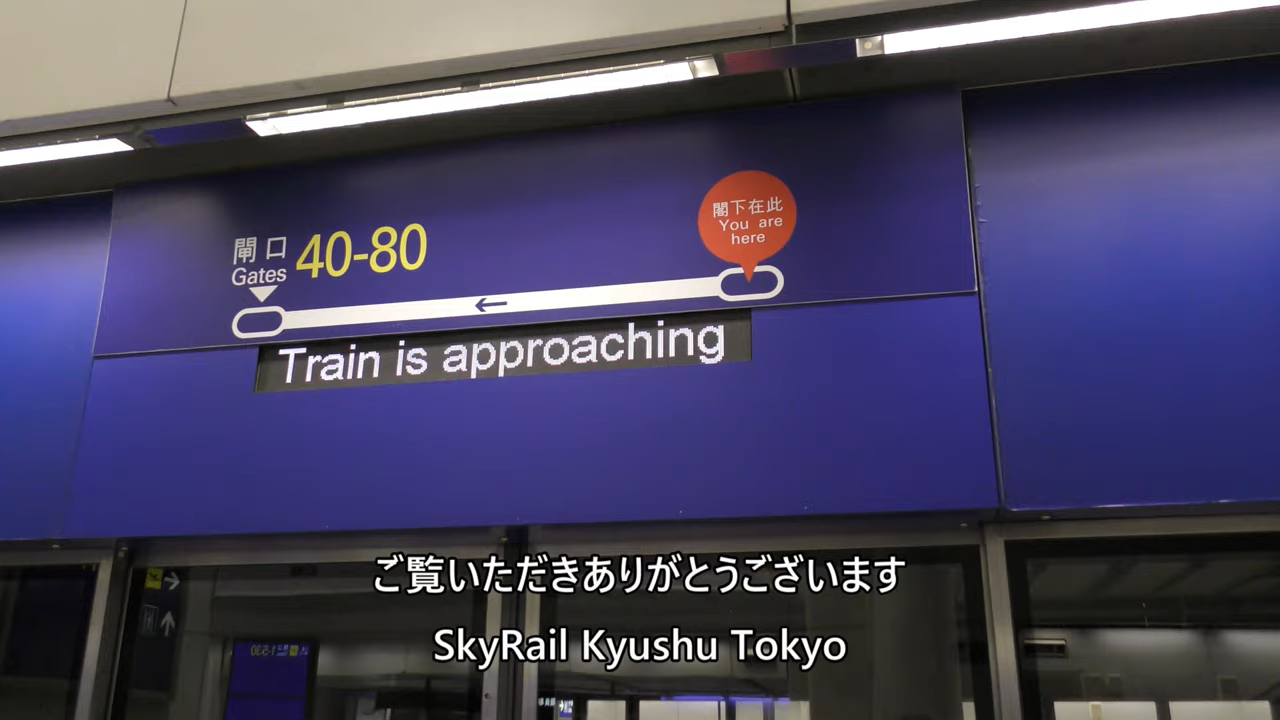 閘口
Gates
40-80
閣下在此
You are
here
Train is approaching
ご覧いただきありがとうございます
SkyRail Kyushu Tokyo